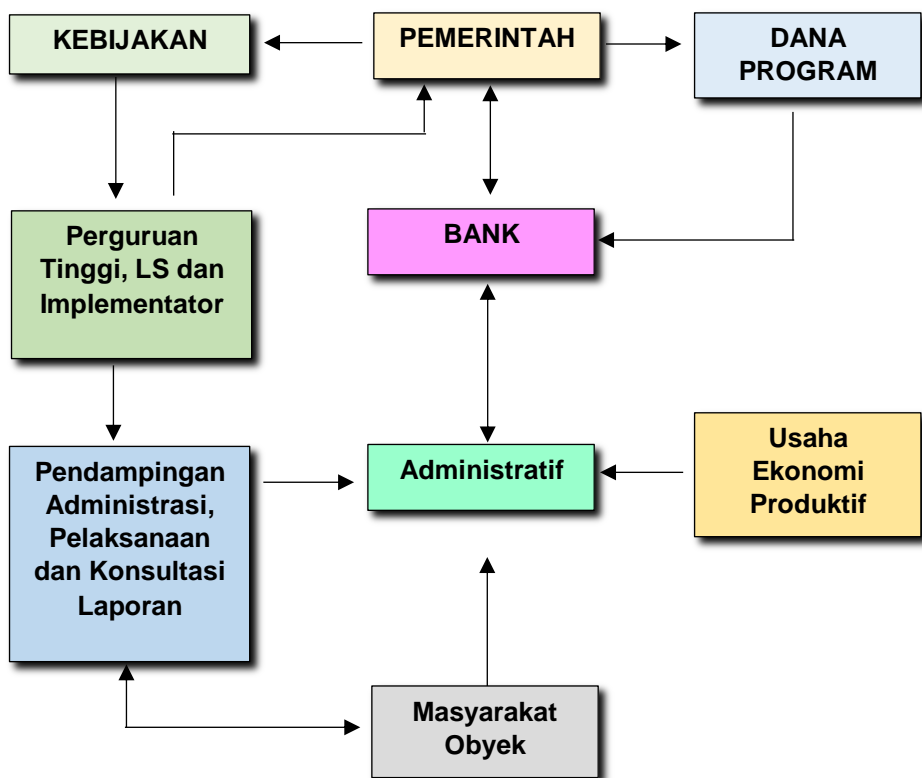 KEBIJAKAN
PEMERINTAH
DANA
PROGRAM
Perguruan
Tinggi, LS dan
Implementator
BANK
Pendampingan
Administrasi,
Pelaksanaan
dan Konsultasi
Laporan
Administratif
Usaha
Ekonomi
Produktif
Masyarakat
Obyek